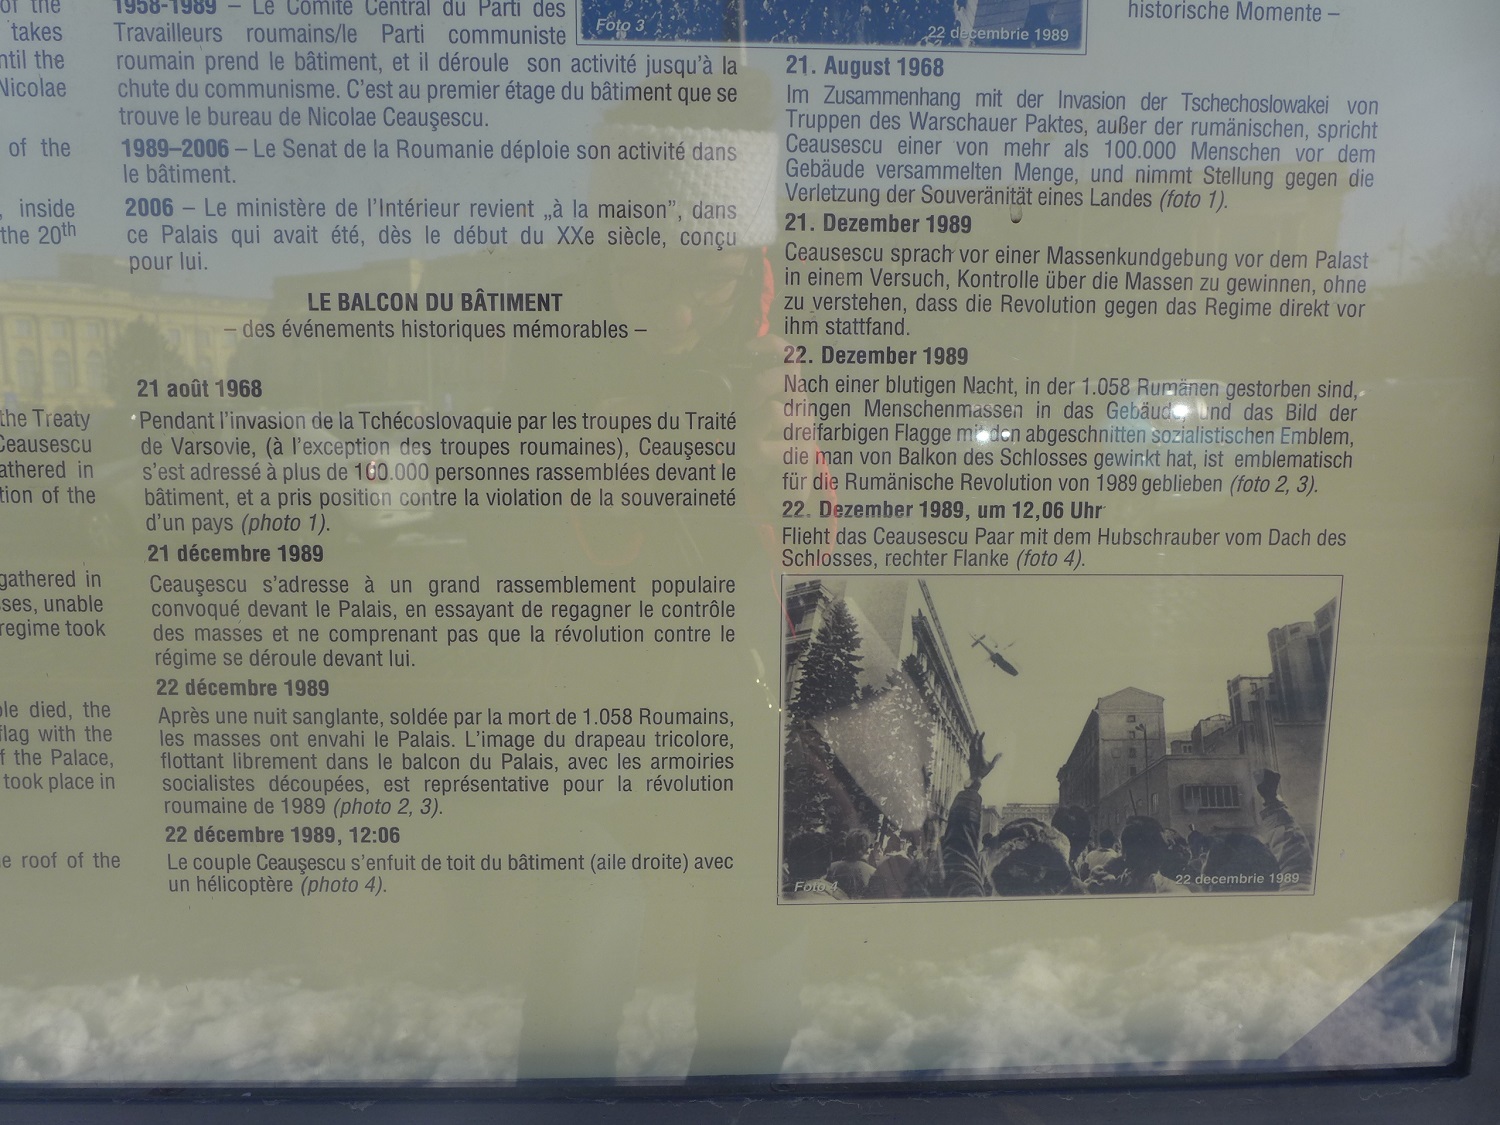 of the
takes
ntil the
Nicolae
of the
, inside
the 20th
the Treaty
Ceausescu
athered in
tion of the
gathered in
sses, unable
regime took
ple died, the
flag with the
f the Palace,
took place in
e roof of the
1958-1989 – Le Comité Central du Parti des
Travailleurs roumains/le Parti communiste
roumain prend le bâtiment, et il déroule son activité jusqu'à la
chute du communisme. C'est au premier étage du bâtiment que se
trouve le bureau de Nicolae Ceauşescu.
1989–2006 – Le Senat de la Roumanie déploie son activité dans
le bâtiment.
2006 – Le ministère de l'Intérieur revient „à la maison”, dans
ce Palais qui avait été, dès le début du XXe siècle, conçu
pour lui.
LE BALCON DU BÂTIMENT
– des événements historiques mémorables –
21 août 1968
Pendant l'invasion de la Tchécoslovaquie par les troupes du Traité
de Varsovie, (à l'exception des troupes roumaines), Ceauşescu
s'est adressé à plus de 100.000 personnes rassemblées devant le
bâtiment, et a pris position contre la violation de la souveraineté
d'un pays (photo 1).
21 décembre 1989
Ceauşescu s'adresse à un grand rassemblement populaire
convoqué devant le Palais, en essayant de regagner le contrôle
des masses et ne comprenant pas que la révolution contre le
régime se déroule devant lui.
22 décembre 1989
Après une nuit sanglante, soldée par la mort de 1.058 Roumains,
les masses ont envahi le Palais. L'image du drapeau tricolore,
flottant librement dans le balcon du Palais, avec les armoiries
socialistes découpées, est représentative pour la révolution
roumaine de 1989 (photo 2, 3).
22 décembre 1989, 12:06
Le couple Ceauşescu s'enfuit de toit du bâtiment (aile droite) avec
un hélicoptère (photo 4).
Foto 3
22 decembrie 1989
historische Momente –
21. August 1968
Im Zusammenhang mit der Invasion der Tschechoslowakei von
Truppen des Warschauer Paktes, außer der rumänischen, spricht
Ceausescu einer von mehr als 100.000 Menschen vor dem
Gebäude versammelten Menge, und nimmt Stellung gegen die
Verletzung der Souveränität eines Landes (foto 1).
21. Dezember 1989
Ceausescu sprach vor einer Massenkundgebung vor dem Palast
in einem Versuch, Kontrolle über die Massen zu gewinnen, ohne
zu verstehen, dass die Revolution gegen das Regime direkt vor
ihm stattfand.
22. Dezember 1989
Nach einer blutigen Nacht, in der 1.058 Rumänen gestorben sind,
dringen Menschenmassen in das Gebäude, und das Bild der
dreifarbigen Flagge mit den abgeschnitten sozialistischen Emblem,
die man von Balkon des Schlosses gewinkt hat, ist emblematisch
für die Rumänische Revolution von 1989 geblieben (foto 2, 3).
22. Dezember 1989, um 12,06 Uhr
Flieht das Ceausescu Paar mit dem Hubschrauber vom Dach des
Schlosses, rechter Flanke (foto 4).
Foto 4
22 decembrie 1989